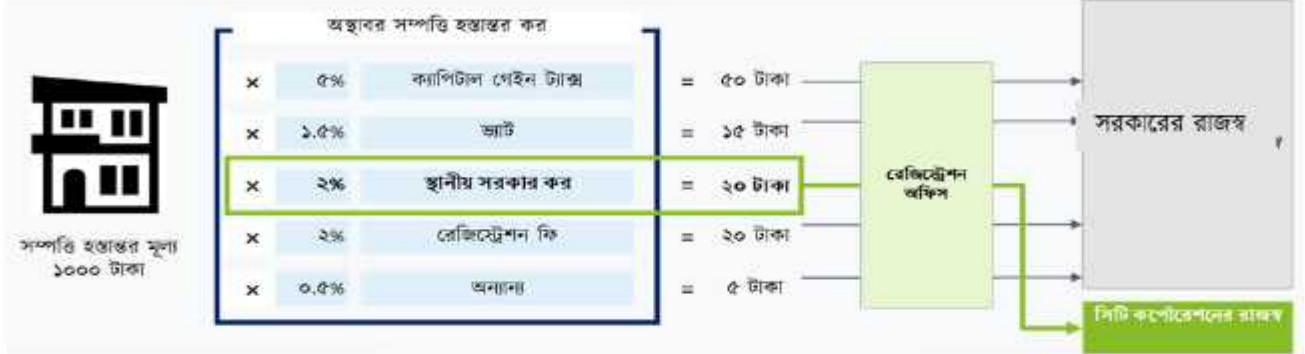 অস্থাবর সম্পত্তি হস্তান্তর কর
× ৫% ক্যাপিটাল গেইন ট্যাক্স = ৫০ টাকা
× ১.৫% ভ্যাট = ১৫ টাকা
× ২% স্থানীয় সরকার কর = ২০ টাকা
× ২% রেজিস্ট্রেশন ফি = ২০ টাকা
× ০.৫% অন্যান্য = ৫ টাকা
সম্পত্তি হস্তান্তর মূল্য
১০০০ টাকা
রেজিস্ট্রেশন
অফিস
সরকারের রাজস্ব
সিটি কর্পোরেশনের রাজস্ব